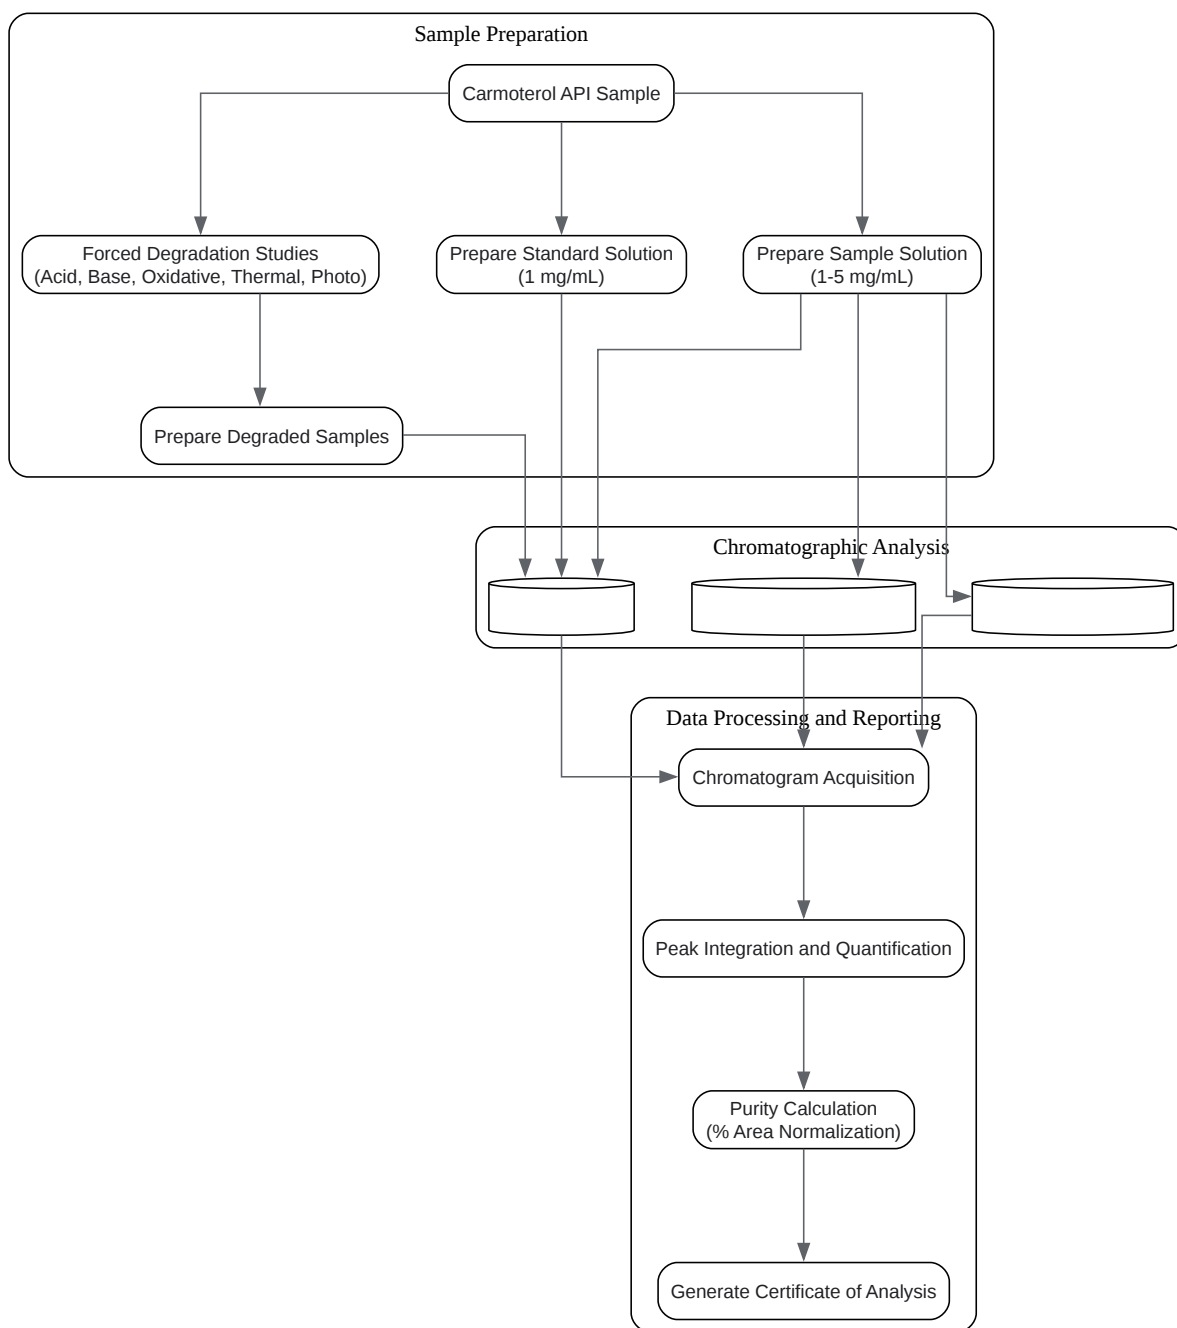 Sample Preparation
Carmoterol API Sample
Forced Degradation Studies
(Acid, Base, Oxidative, Thermal, Photo)
Prepare Standard Solution
(1 mg/mL)
Prepare Sample Solution
(1-5 mg/mL)
Prepare Degraded Samples
Chromatographic Analysis
Data Processing and Reporting
Chromatogram Acquisition
Peak Integration and Quantification
Purity Calculation
(% Area Normalization)
Generate Certificate of Analysis